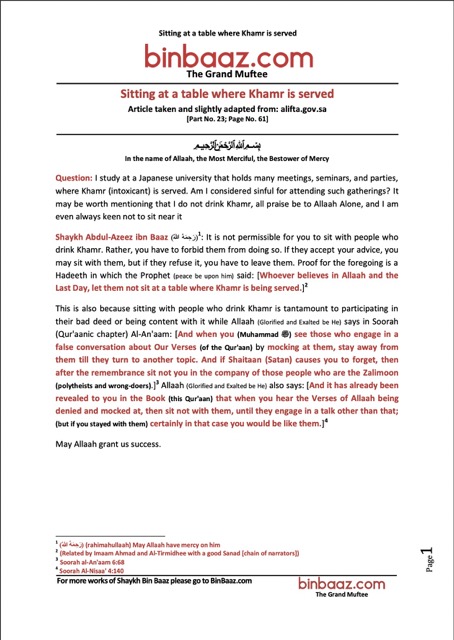 Sitting at a table where Khamr is served
binbaaz.com
The Grand Muftee
Sitting at a table where Khamr is served
Article taken and slightly adapted from: alifta.gov.sa
[Part No. 23; Page No. 61]
بِسْمِ اللهِ الرَّحْمٰنِ الرَّحِيمِ
In the name of Allaah, the Most Merciful, the Bestower of Mercy
Question: I study at a Japanese university that holds many meetings, seminars, and parties,
where Khamr (intoxicant) is served. Am I considered sinful for attending such gatherings? It
may be worth mentioning that I do not drink Khamr, all praise be to Allaah Alone, and I am
even always keen not to sit near it
Shaykh Abdul-Azeez ibn Baaz (رَحِمَهُ اللهُ)1: It is not permissible for you to sit with people who
drink Khamr. Rather, you have to forbid them from doing so. If they accept your advice, you
may sit with them, but if they refuse it, you have to leave them. Proof for the foregoing is a
Hadeeth in which the Prophet (peace be upon him) said: [Whoever believes in Allaah and the
Last Day, let them not sit at a table where Khamr is being served.]2
This is also because sitting with people who drink Khamr is tantamount to participating in
their bad deed or being content with it while Allaah (Glorified and Exalted be He) says in Soorah
(Qur'aanic chapter) Al-An'aam: [And when you (Muhammad ﷺ) see those who engage in a
false conversation about Our Verses (of the Qur'aan) by mocking at them, stay away from
them till they turn to another topic. And if Shaitaan (Satan) causes you to forget, then
after the remembrance sit not you in the company of those people who are the Zalimoon
(polytheists and wrong-doers).]3 Allaah (Glorified and Exalted be He) also says: [And it has already been
revealed to you in the Book (this Qur'aan) that when you hear the Verses of Allaah being
denied and mocked at, then sit not with them, until they engage in a talk other than that;
(but if you stayed with them) certainly in that case you would be like them.]4
May Allaah grant us success.
1 (رَحِمَهُ اللهُ) (rahimahullaah) May Allaah have mercy on him
2 (Related by Imaam Ahmad and Al-Tirmidhee with a good Sanad [chain of narrators])
3 Soorah al-An'aam 6:68
4 Soorah Al-Nisaa' 4:140
For more works of Shaykh Bin Baaz please go to BinBaaz.com
binbaaz.com
The Grand Muftee
Page1